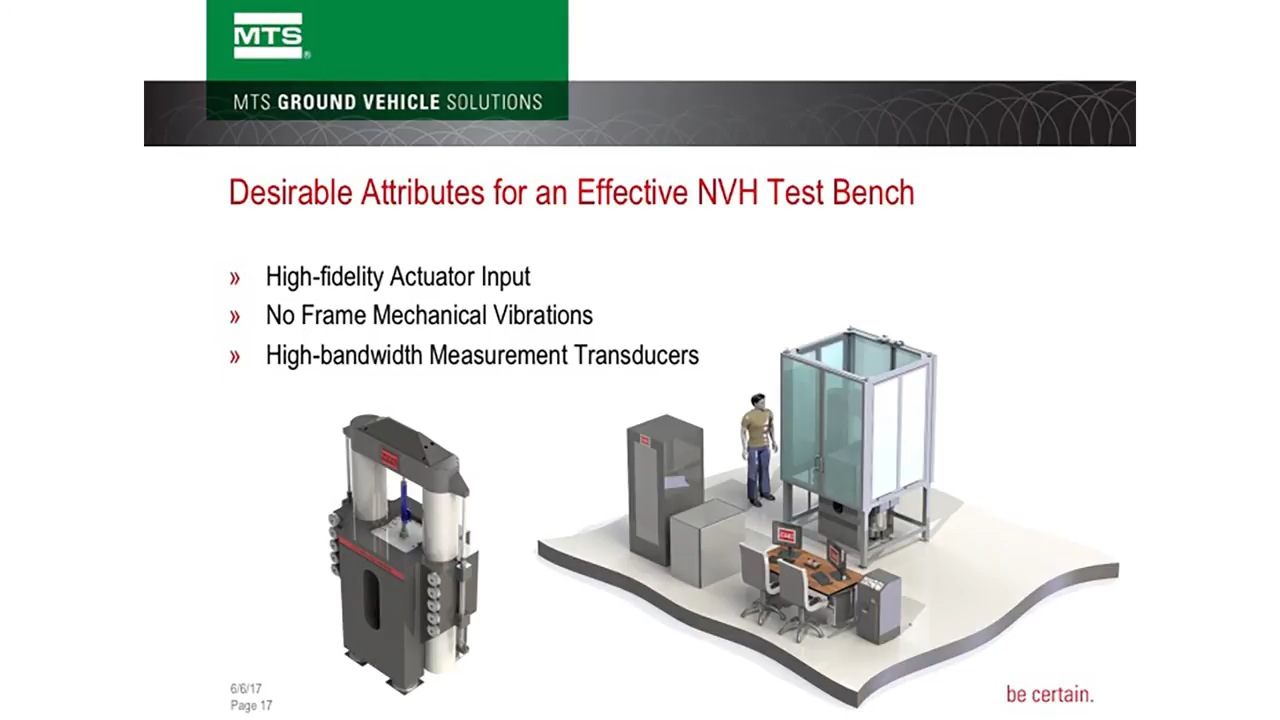 MTS®
MTS GROUND VEHICLE SOLUTIONS
Desirable Attributes for an Effective NVH Test Bench
» High-fidelity Actuator Input
» No Frame Mechanical Vibrations
» High-bandwidth Measurement Transducers
MTS
6/6/17
Page 17
be certain.